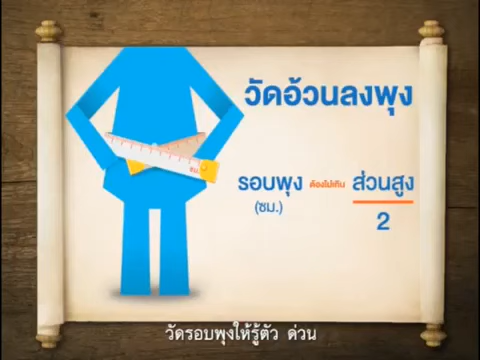 วัดอ้วนลงพุง
รอบพุง ต้องไม่เกิน ส่วนสูง
(ซม.)
2
ซม.
วัดรอบพุงให้รู้ตัว ด่วน